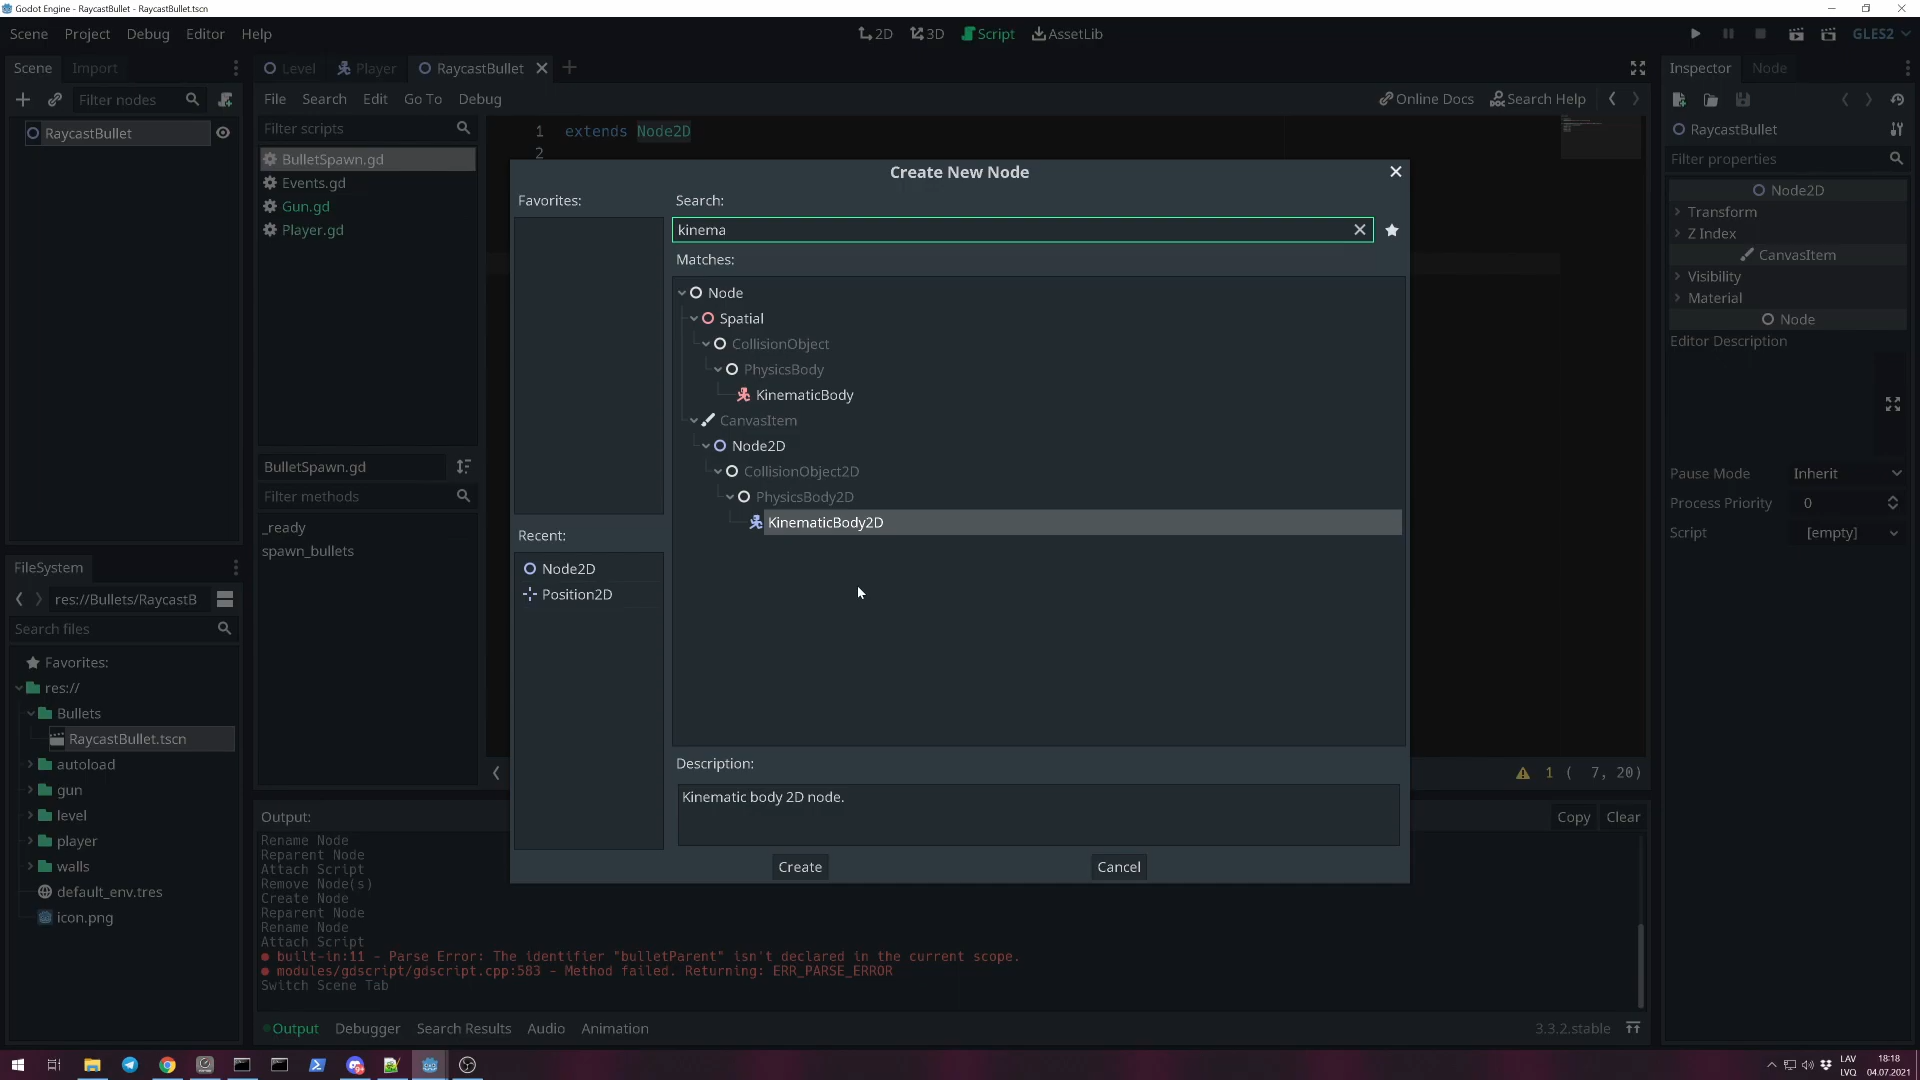 Godot Engine - RaycastBullet - RaycastBullet.tscn
Scene Project Debug Editor Help
2D 3D Script AssetLib
GLES2
Scene Import
Level Player RaycastBullet
Inspector Node
Filter nodes
File Search Edit Go To Debug
Online Docs Search Help
RaycastBullet
Filter scripts
BulletSpawn.gd
Events.gd
Gun.gd
Player.gd
1 extends Node2D
2
BulletSpawn.gd
Filter methods
_ready
spawn_bullets
Create New Node
Favorites:
Search:
kinema
Matches:
Node
Spatial
CollisionObject
PhysicsBody
KinematicBody
CanvasItem
Node2D
CollisionObject2D
PhysicsBody2D
KinematicBody2D
Recent:
Node2D
Position2D
Description:
Kinematic body 2D node.
Create Cancel
RaycastBullet
Filter properties
Node2D
Transform
Z Index
CanvasItem
Visibility
Material
Node
Editor Description
Pause Mode Inherit
Process Priority 0
Script [empty]
FileSystem
res://Bullets/RaycastB
Search files
Favorites:
res://
Bullets
RaycastBullet.tscn
autoload
gun
level
player
walls
default_env.tres
icon.png
1 ( 7, 20)
Output:
Copy Clear
Rename Node
Reparent Node
Attach Script
Remove Node(s)
Create Node
Reparent Node
Rename Node
Attach Script
built-in:11 - Parse Error: The identifier "bulletParent" isn't declared in the current scope.
modules/gdscript/gdscript.cpp:583 - Method failed. Returning: ERR_PARSE_ERROR
Switch Scene Tab
Output Debugger Search Results Audio Animation
3.3.2.stable
LAV
LVQ
18:18
04.07.2021